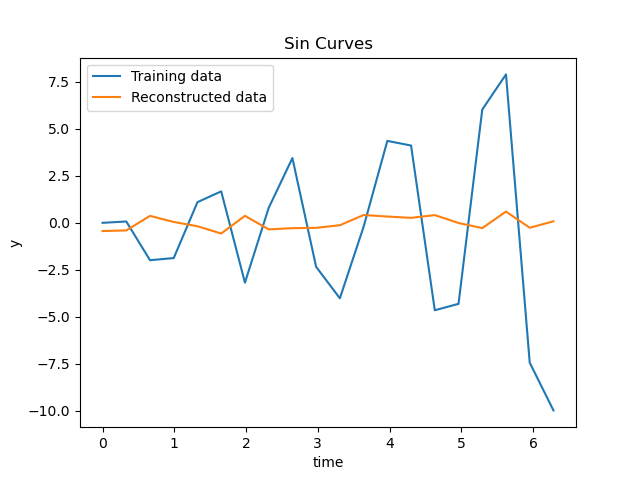 Sin Curves
Training data
Reconstructed data
7.5
5.0
2.5
0.0
−2.5
−5.0
−7.5
−10.0
y
0 1 2 3 4 5 6
time